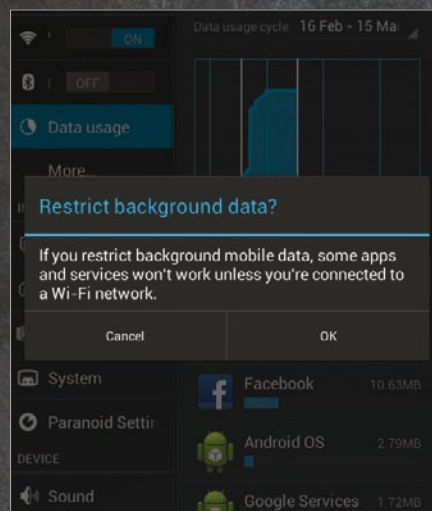 Data usage cycle 16 Feb - 15 Mar
ON
OFF
Data usage
More...
Restrict background data?
If you restrict background mobile data, some apps
and services won't work unless you're connected to
a Wi-Fi network.
Cancel
OK
System
Facebook 10.63MB
Paranoid Settin
Android OS 2.79MB
DEVICE
Sound
Google Services 1.72MB